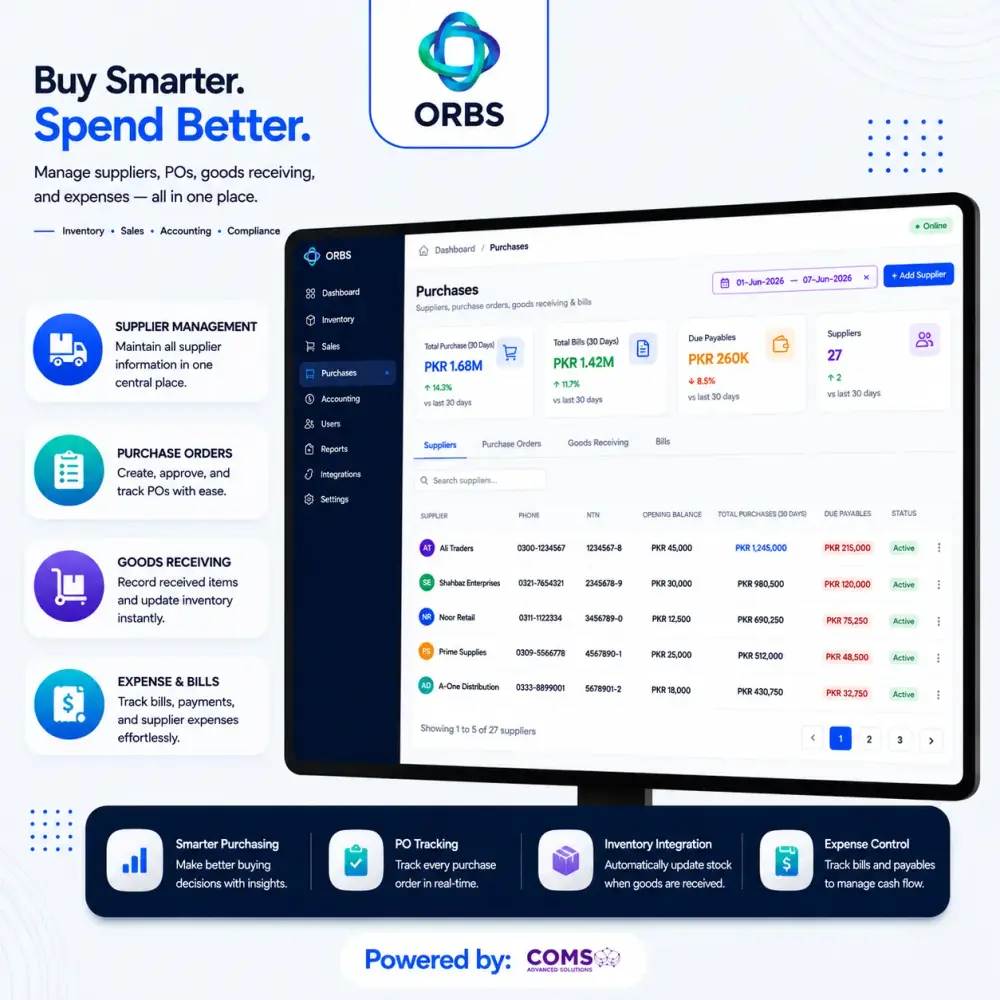 ORBS
Buy Smarter.
Spend Better.
Manage suppliers, POs, goods receiving,
and expenses — all in one place.
Inventory • Sales • Accounting • Compliance
SUPPLIER MANAGEMENT
Maintain all supplier
information in one
central place.
PURCHASE ORDERS
Create, approve, and
track POs with ease.
GOODS RECEIVING
Record received items
and update inventory
instantly.
EXPENSE & BILLS
Track bills, payments,
and supplier expenses
effortlessly.
ORBS
Dashboard
Inventory
Sales
Purchases
Accounting
Users
Reports
Integrations
Settings
Dashboard / Purchases
Online
Purchases
Suppliers, purchase orders, goods receiving & bills
01-Jun-2026 — 07-Jun-2026 ×
+ Add Supplier
Total Purchase (30 Days)
PKR 1.68M
↑ 14.3%
vs last 30 days
Total Bills (30 Days)
PKR 1.42M
↑ 11.7%
vs last 30 days
Due Payables
PKR 260K
↓ 8.5%
vs last 30 days
Suppliers
27
↑ 2
vs last 30 days
Suppliers Purchase Orders Goods Receiving Bills
Search suppliers...
SUPPLIER PHONE NTN OPENING BALANCE TOTAL PURCHASES (30 DAYS) DUE PAYABLES STATUS
AT Ali Traders 0300-1234567 1234567-8 PKR 45,000 PKR 1,245,000 PKR 215,000 Active
SE Shahbaz Enterprises 0321-7654321 2345678-9 PKR 30,000 PKR 980,500 PKR 120,000 Active
NR Noor Retail 0311-1122334 3456789-0 PKR 12,500 PKR 690,250 PKR 75,250 Active
PS Prime Supplies 0309-5566778 4567890-1 PKR 25,000 PKR 512,000 PKR 48,500 Active
AD A-One Distribution 0333-8899001 5678901-2 PKR 18,000 PKR 430,750 PKR 32,750 Active
Showing 1 to 5 of 27 suppliers
‹ 1 2 3 ›
Smarter Purchasing
Make better buying
decisions with insights.
PO Tracking
Track every purchase
order in real-time.
Inventory Integration
Automatically update stock
when goods are received.
Expense Control
Track bills and payables
to manage cash flow.
Powered by: COMS
ADVANCED SOLUTIONS